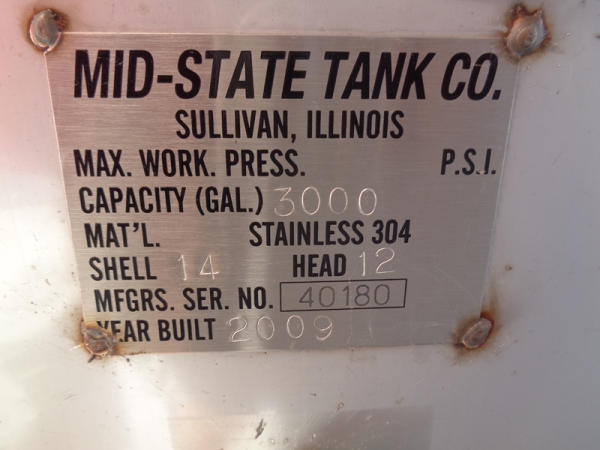 MID-STATE TANK CO.
SULLIVAN, ILLINOIS
MAX. WORK. PRESS. P.S.I.
CAPACITY (GAL.) 3000
MAT'L. STAINLESS 304
SHELL 14 HEAD 12
MFGRS. SER. NO. 40180
YEAR BUILT 2009